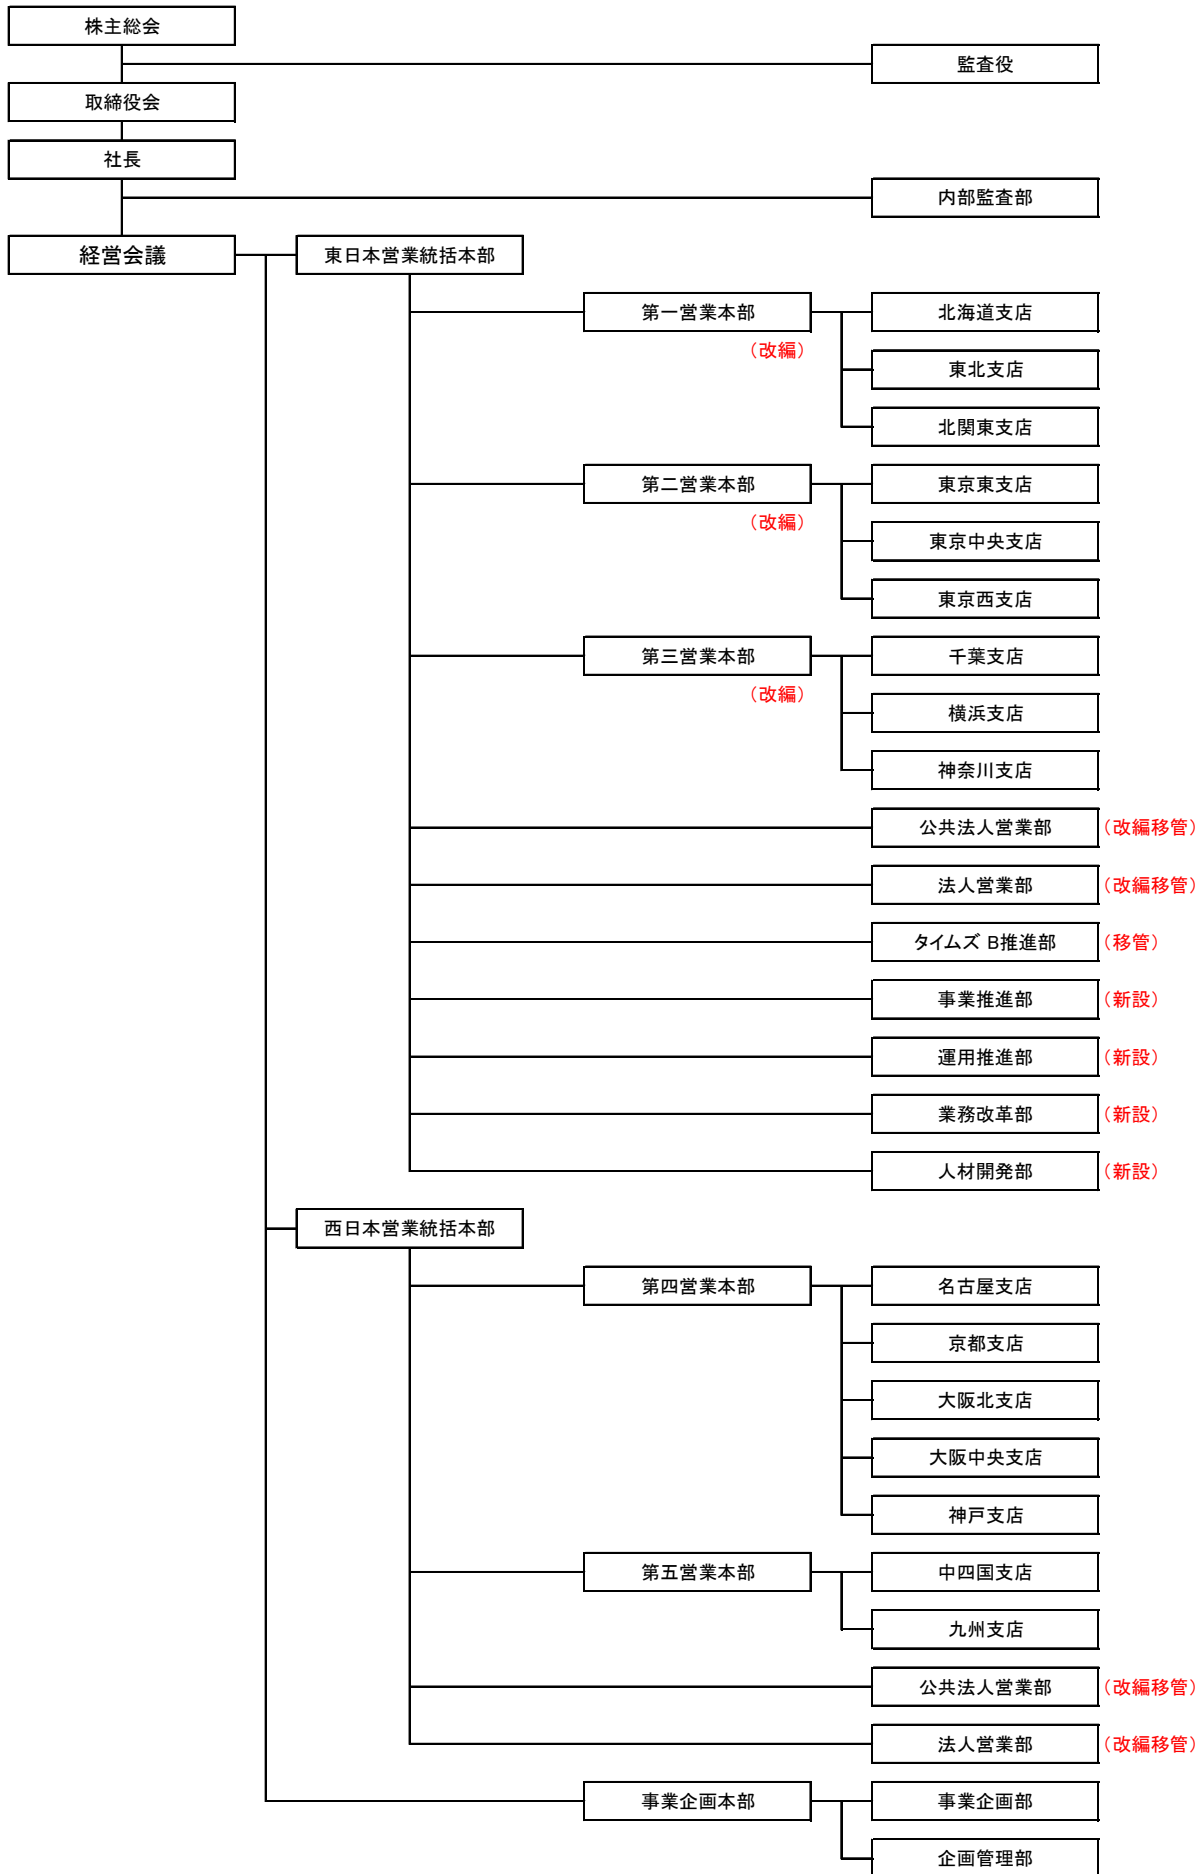 株主総会
監査役
取締役会
社長
内部監査部
経営会議
東日本営業統括本部
第一営業本部
北海道支店
（改編）
東北支店
北関東支店
第二営業本部
東京東支店
（改編）
東京中央支店
東京西支店
第三営業本部
千葉支店
（改編）
横浜支店
神奈川支店
公共法人営業部
（改編移管）
法人営業部
（改編移管）
タイムズ B推進部
（移管）
事業推進部
（新設）
運用推進部
（新設）
業務改革部
（新設）
人材開発部
（新設）
西日本営業統括本部
第四営業本部
名古屋支店
京都支店
大阪北支店
大阪中央支店
神戸支店
第五営業本部
中四国支店
九州支店
公共法人営業部
（改編移管）
法人営業部
（改編移管）
事業企画本部
事業企画部
企画管理部